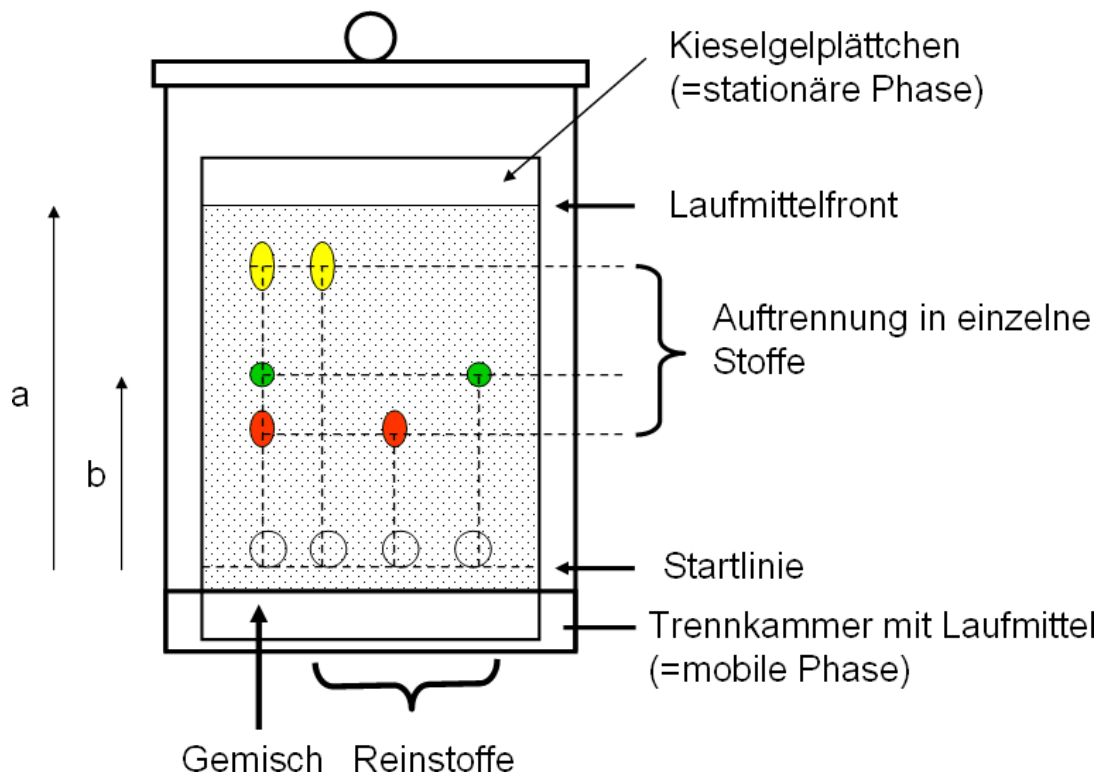 Kieselgelplättchen
(=stationäre Phase)
Laufmittelfront
Auftrennung in einzelne
Stoffe
a
b
Startlinie
Trennkammer mit Laufmittel
(=mobile Phase)
Gemisch Reinstoffe